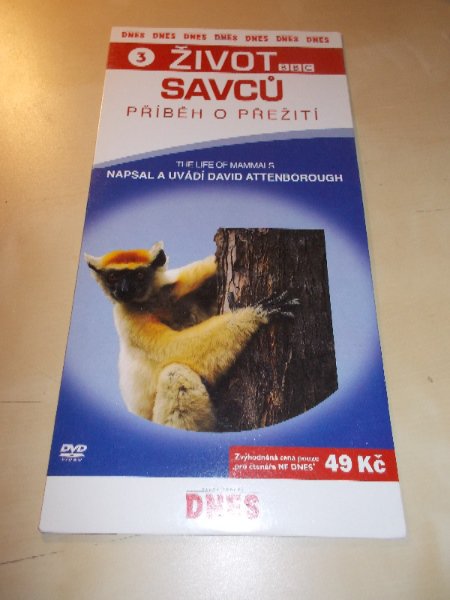 DNES DNES DNES DNES DNES DNES DNES
3 ŽIVOT BBC
SAVCŮ
PŘÍBĚH O PŘEŽITÍ
THE LIFE OF MAMMALS
NAPSAL A UVÁDÍ DAVID ATTENBOROUGH
DVD
VIDEO
Zvýhodněná cena pouze
pro čtenáře MF DNES
49 Kč
DNES